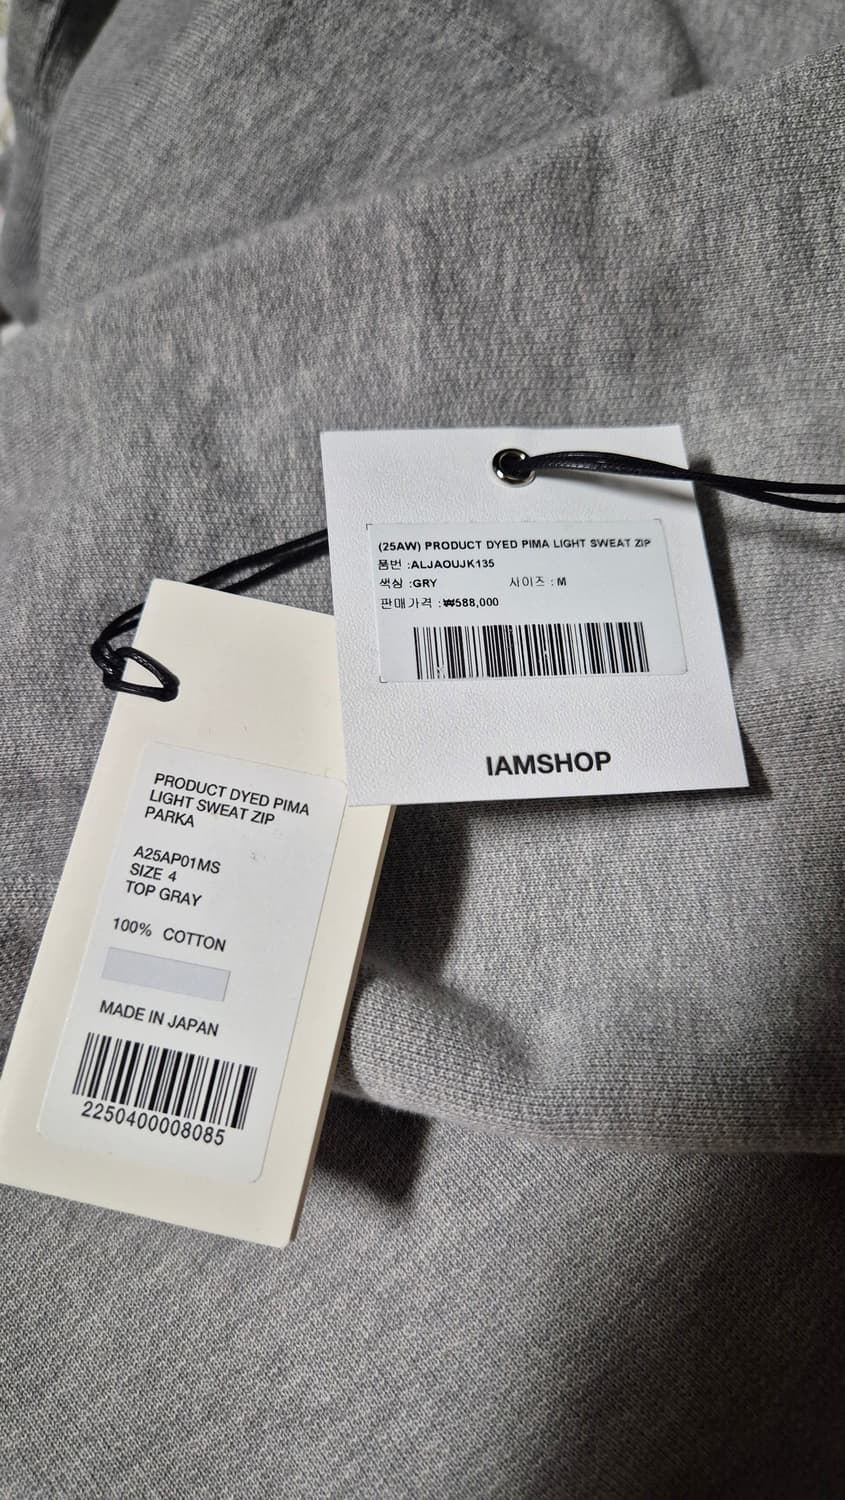 (25AW) PRODUCT DYED PIMA LIGHT SWEAT ZIP
품번 :ALJAOUJK135
색상 :GRY 사이즈 : M
판매가격 :₩588,000
IAMSHOP
PRODUCT DYED PIMA
LIGHT SWEAT ZIP
PARKA
A25AP01MS
SIZE 4
TOP GRAY
100% COTTON
MADE IN JAPAN
2250400008085